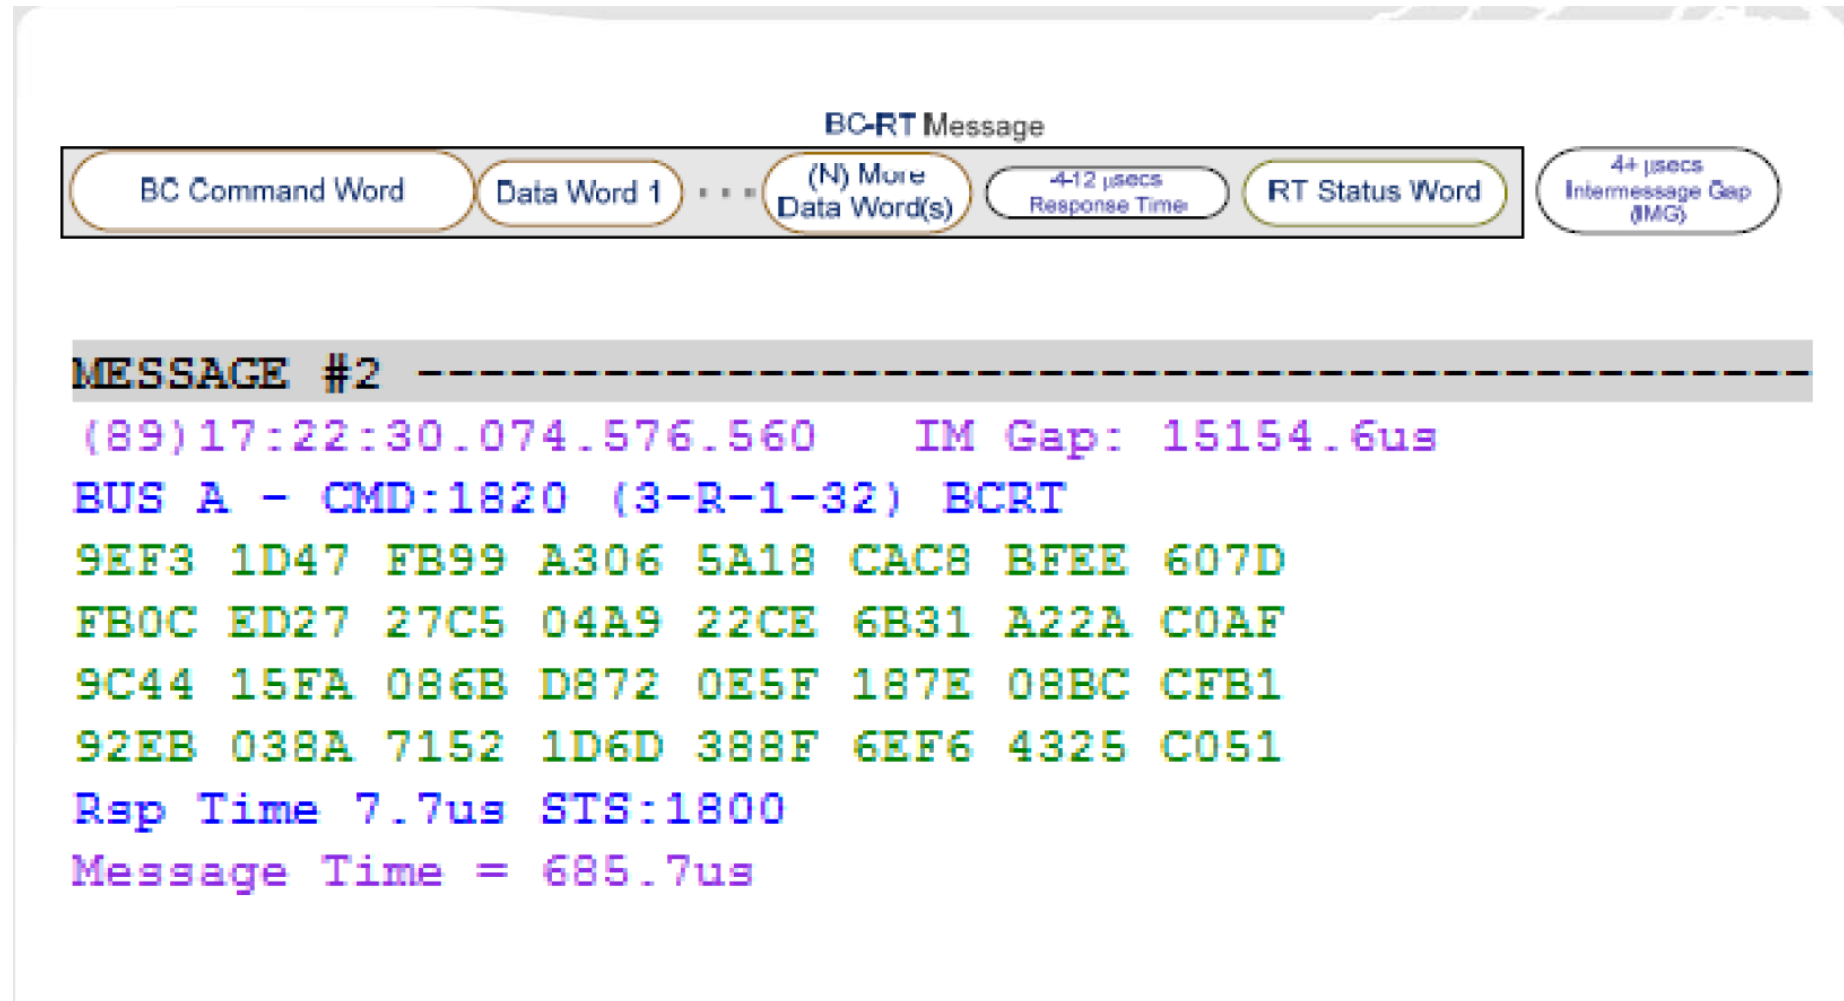 BC-RT Message
BC Command Word
Data Word 1
(N) More
Data Word(s)
4-12 µsecs
Response Time
RT Status Word
4+ µsecs
Intermessage Gap
(IMG)
MESSAGE #2 ---------------------------------------------
(89)17:22:30.074.576.560 IM Gap: 15154.6us
BUS A - CMD:1820 (3-R-1-32) BCRT
9EF3 1D47 FB99 A306 5A18 CAC8 BFEE 607D
FB0C ED27 27C5 04A9 22CE 6B31 A22A C0AF
9C44 15FA 086B D872 0E5F 187E 08BC CFB1
92EB 038A 7152 1D6D 388F 6EF6 4325 C051
Rsp Time 7.7us STS:1800
Message Time = 685.7us